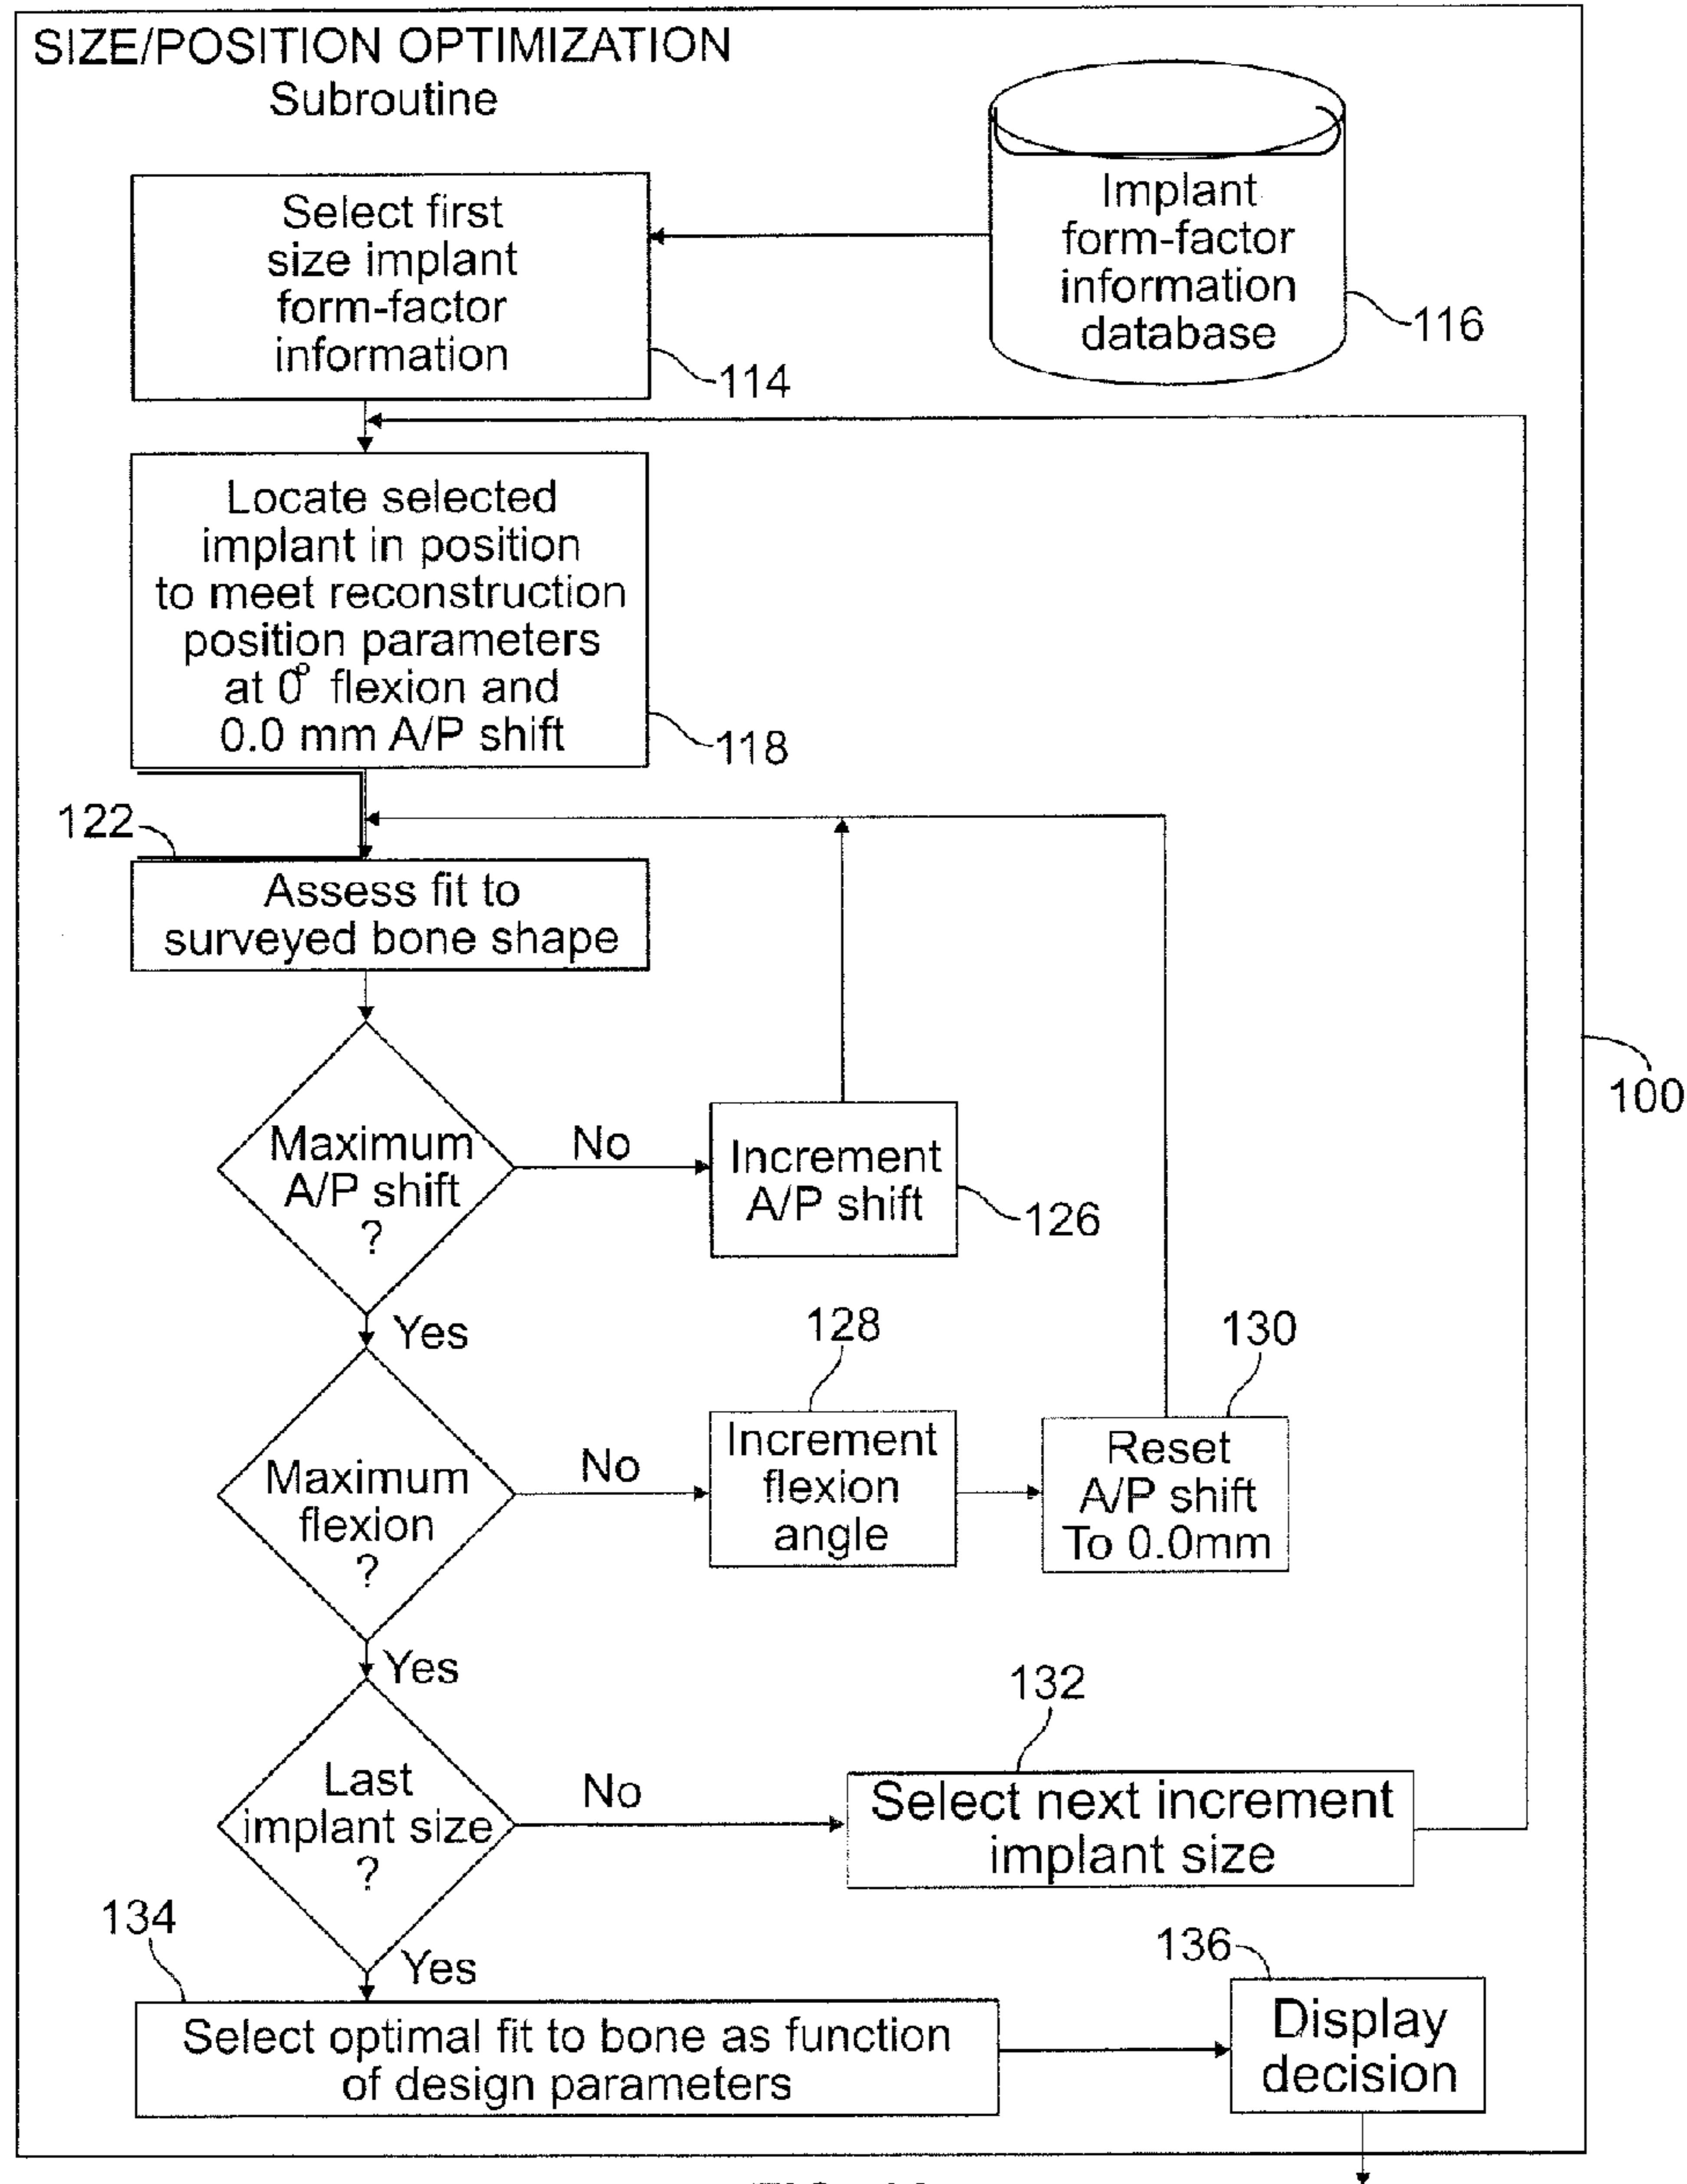 SIZE/POSITION OPTIMIZATION
Subroutine
Select first
size implant
form-factor
information
114
Implant
form-factor
information
database
116
Locate selected
implant in position
to meet reconstruction
position parameters
at 0° flexion and
0.0 mm A/P shift
118
122
Assess fit to
surveyed bone shape
100
Maximum
A/P shift
?
No
Increment
A/P shift
126
Yes
128
130
Maximum
flexion
?
No
Increment
flexion
angle
Reset
A/P shift
To 0.0mm
Yes
132
Last
implant size
?
No
Select next increment
implant size
134
Yes
136
Select optimal fit to bone as function
of design parameters
Display
decision